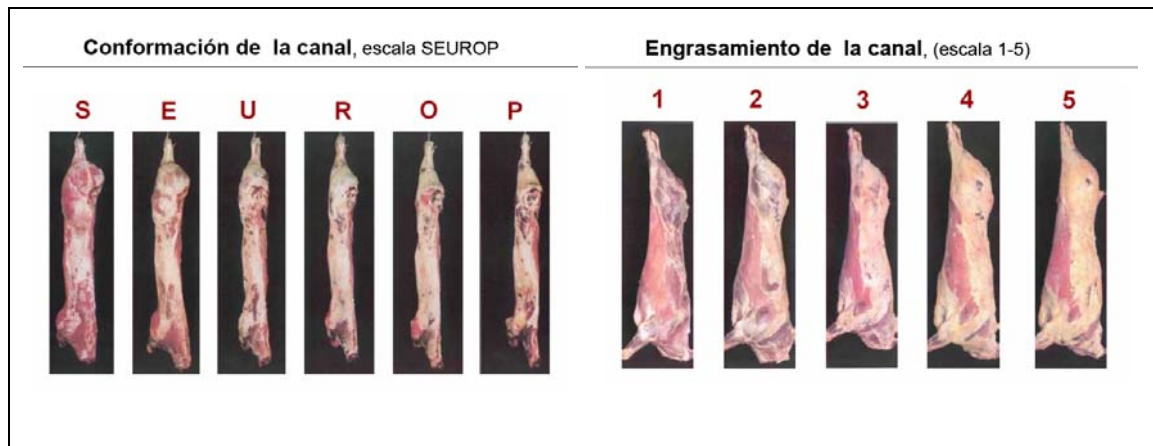 Conformación de la canal, escala SEUROP
S E U R O P
Engrasamiento de la canal, (escala 1-5)
1 2 3 4 5